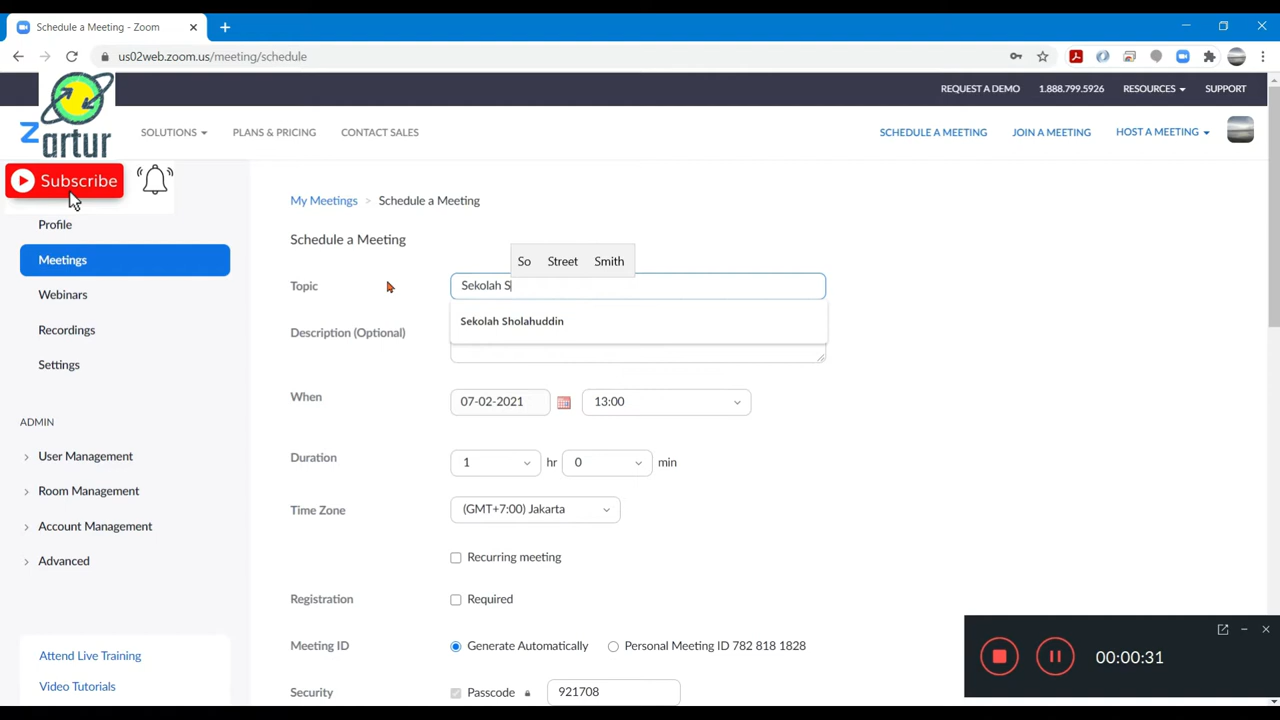 Schedule a Meeting - Zoom
us02web.zoom.us/meeting/schedule
REQUEST A DEMO 1.888.799.5926 RESOURCES SUPPORT
Zartur
SOLUTIONS PLANS & PRICING CONTACT SALES SCHEDULE A MEETING JOIN A MEETING HOST A MEETING
Subscribe
Profile
Meetings
Webinars
Recordings
Settings
ADMIN
User Management
Room Management
Account Management
Advanced
Attend Live Training
Video Tutorials
My Meetings > Schedule a Meeting
Schedule a Meeting
So Street Smith
Topic Sekolah S
Sekolah Sholahuddin
Description (Optional)
When 07-02-2021 13:00
Duration 1 hr 0 min
Time Zone (GMT+7:00) Jakarta
Recurring meeting
Registration Required
Meeting ID Generate Automatically Personal Meeting ID 782 818 1828
Security Passcode 921708
00:00:31